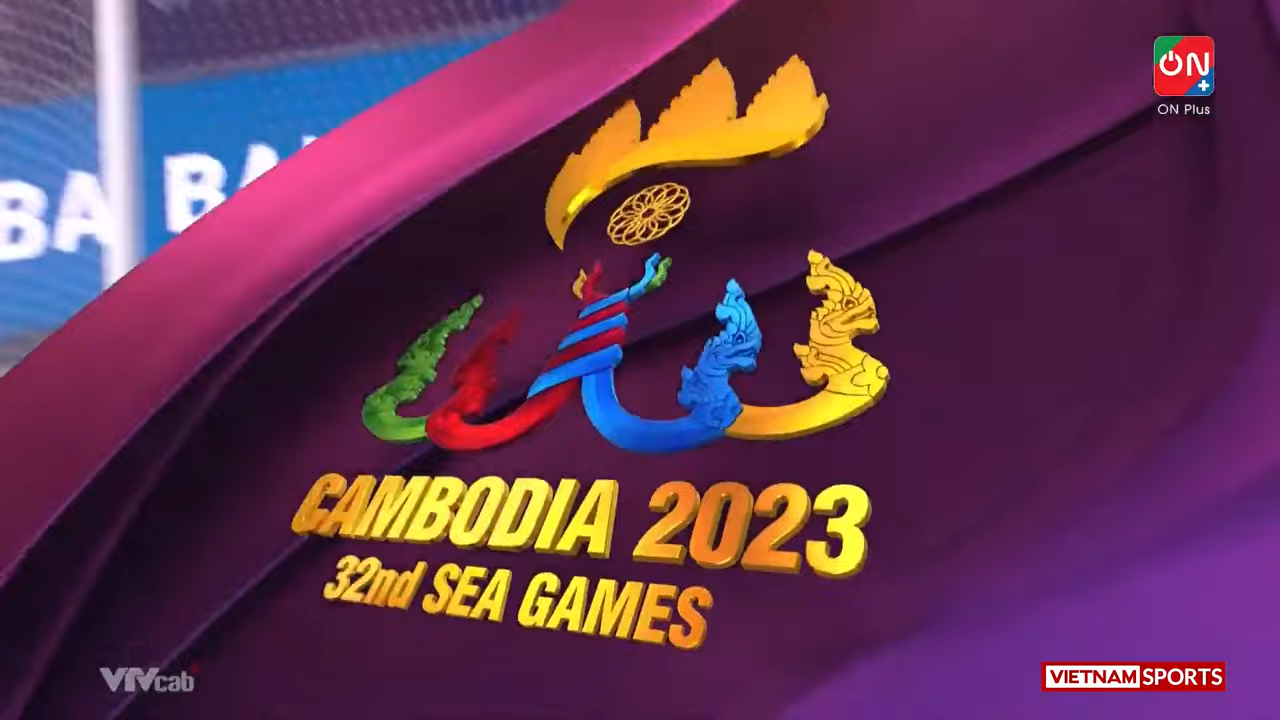 ON+
ON Plus
BA BA
CAMBODIA 2023
32nd SEA GAMES
VTVcab
VIETNAM SPORTS